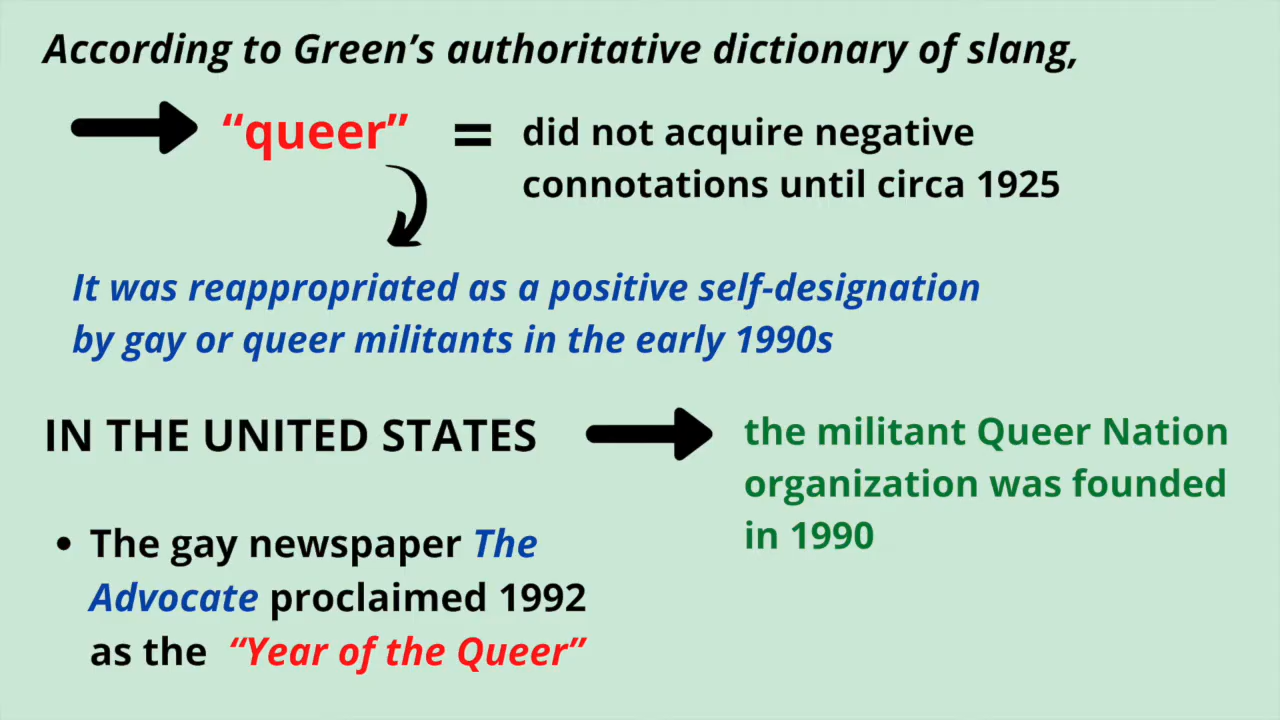 According to Green’s authoritative dictionary of slang,
“queer” = did not acquire negative
connotations until circa 1925
It was reappropriated as a positive self-designation
by gay or queer militants in the early 1990s
IN THE UNITED STATES
the militant Queer Nation
organization was founded
in 1990
• The gay newspaper The
Advocate proclaimed 1992
as the “Year of the Queer”